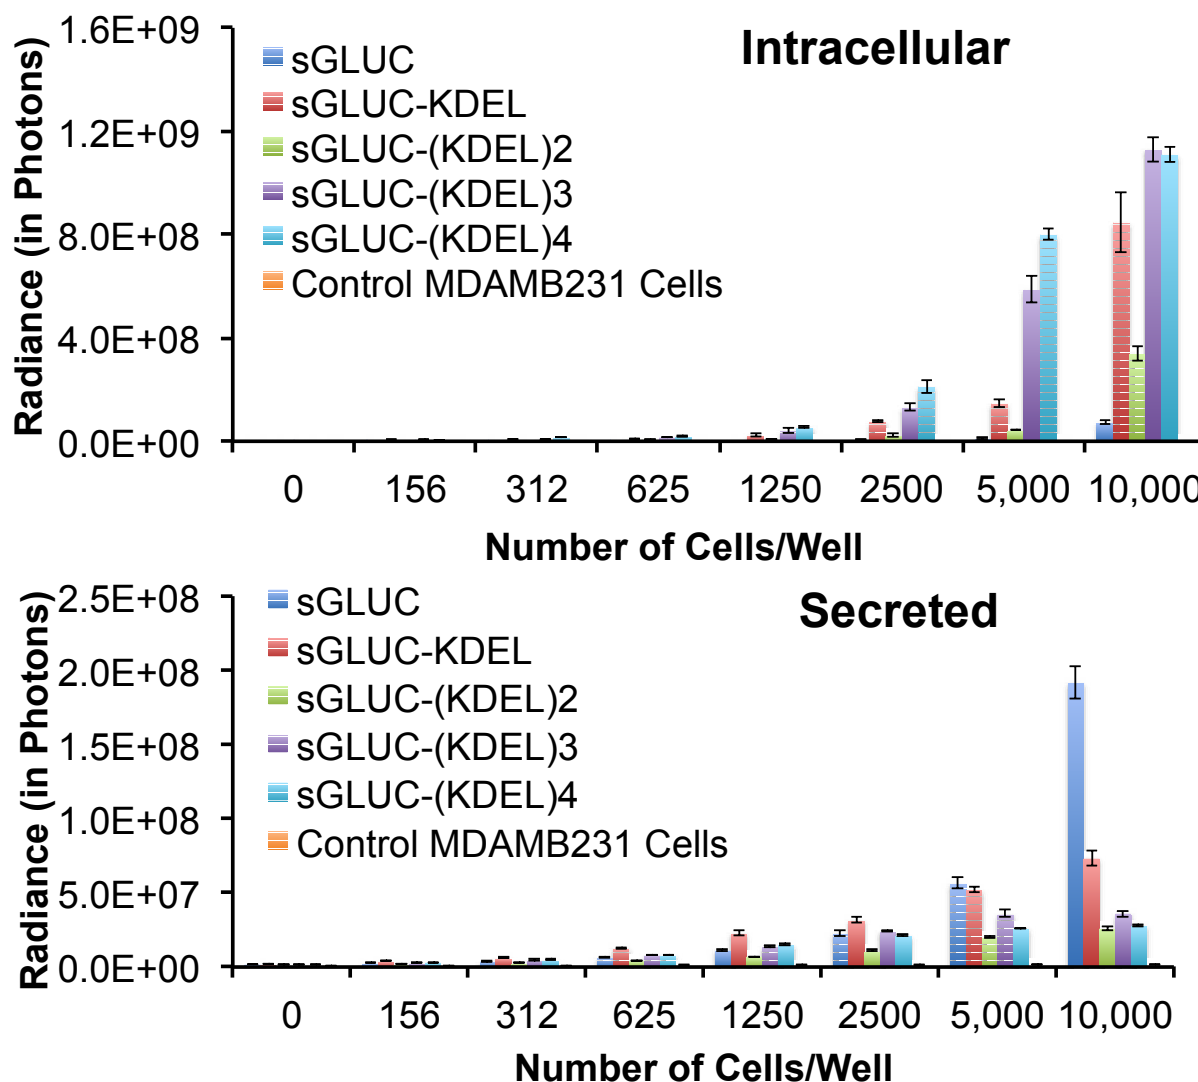 Intracellular
Radiance (in Photons)
1.6E+09
1.2E+09
8.0E+08
4.0E+08
0.0E+00
sGLUC
sGLUC-KDEL
sGLUC-(KDEL)2
sGLUC-(KDEL)3
sGLUC-(KDEL)4
Control MDAMB231 Cells
0 156 312 625 1250 2500 5,000 10,000
Number of Cells/Well
Secreted
Radiance (in Photons)
2.5E+08
2.0E+08
1.5E+08
1.0E+08
5.0E+07
0.0E+00
sGLUC
sGLUC-KDEL
sGLUC-(KDEL)2
sGLUC-(KDEL)3
sGLUC-(KDEL)4
Control MDAMB231 Cells
0 156 312 625 1250 2500 5,000 10,000
Number of Cells/Well